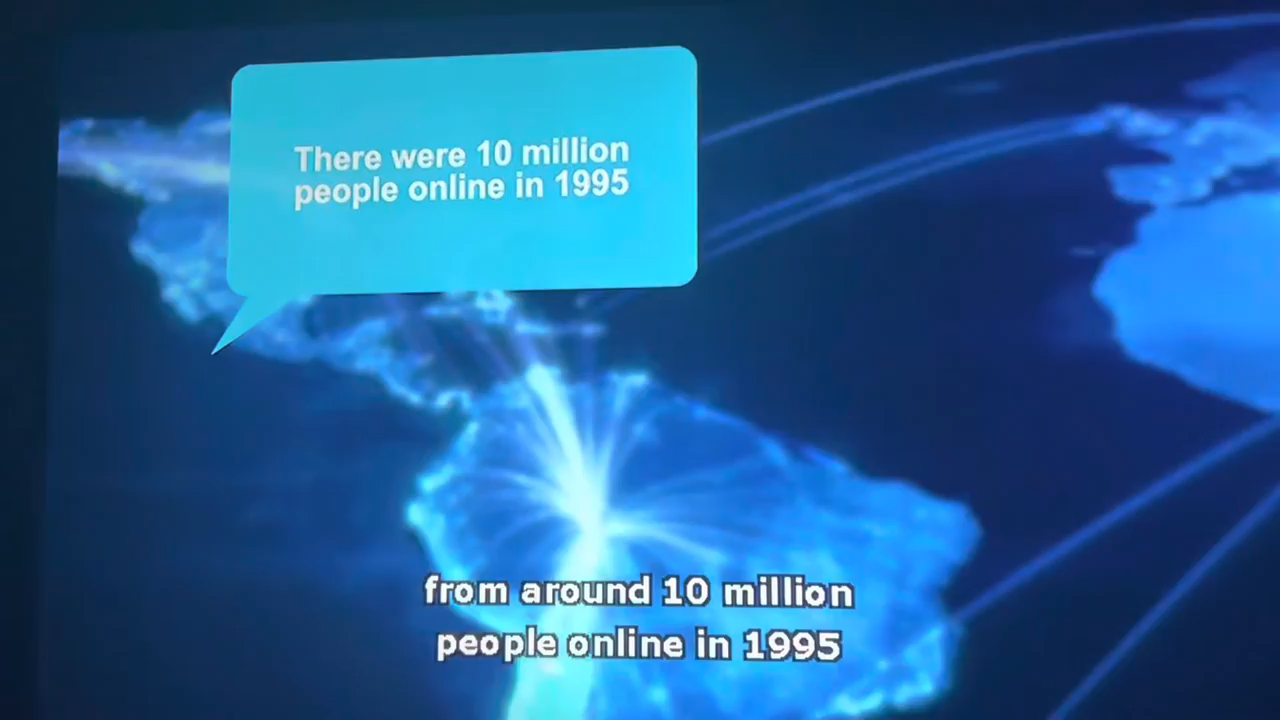 There were 10 million
people online in 1995
from around 10 million
people online in 1995